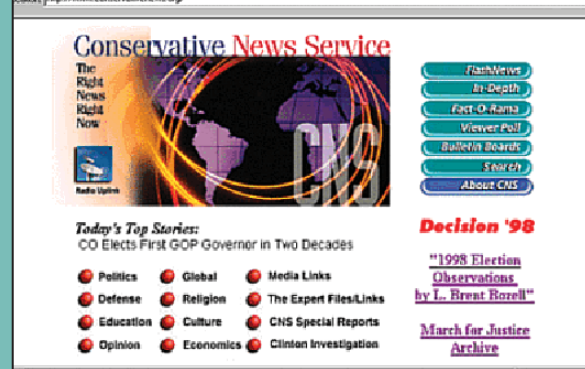 Conservative News Service
The
Right
News
Right
Now
CNS
Radio Uplink
FlashNews
In-Depth
Fact-O-Rama
Viewer Poll
Bulletin Boards
Search
About CNS
Today's Top Stories:
CO Elects First GOP Governor in Two Decades
Politics Global Media Links
Defense Religion The Expert Files/Links
Education Culture CNS Special Reports
Opinion Economics Clinton Investigation
Decision '98
"1998 Election
Observations
by L. Brent Bozell"
March for Justice
Archive